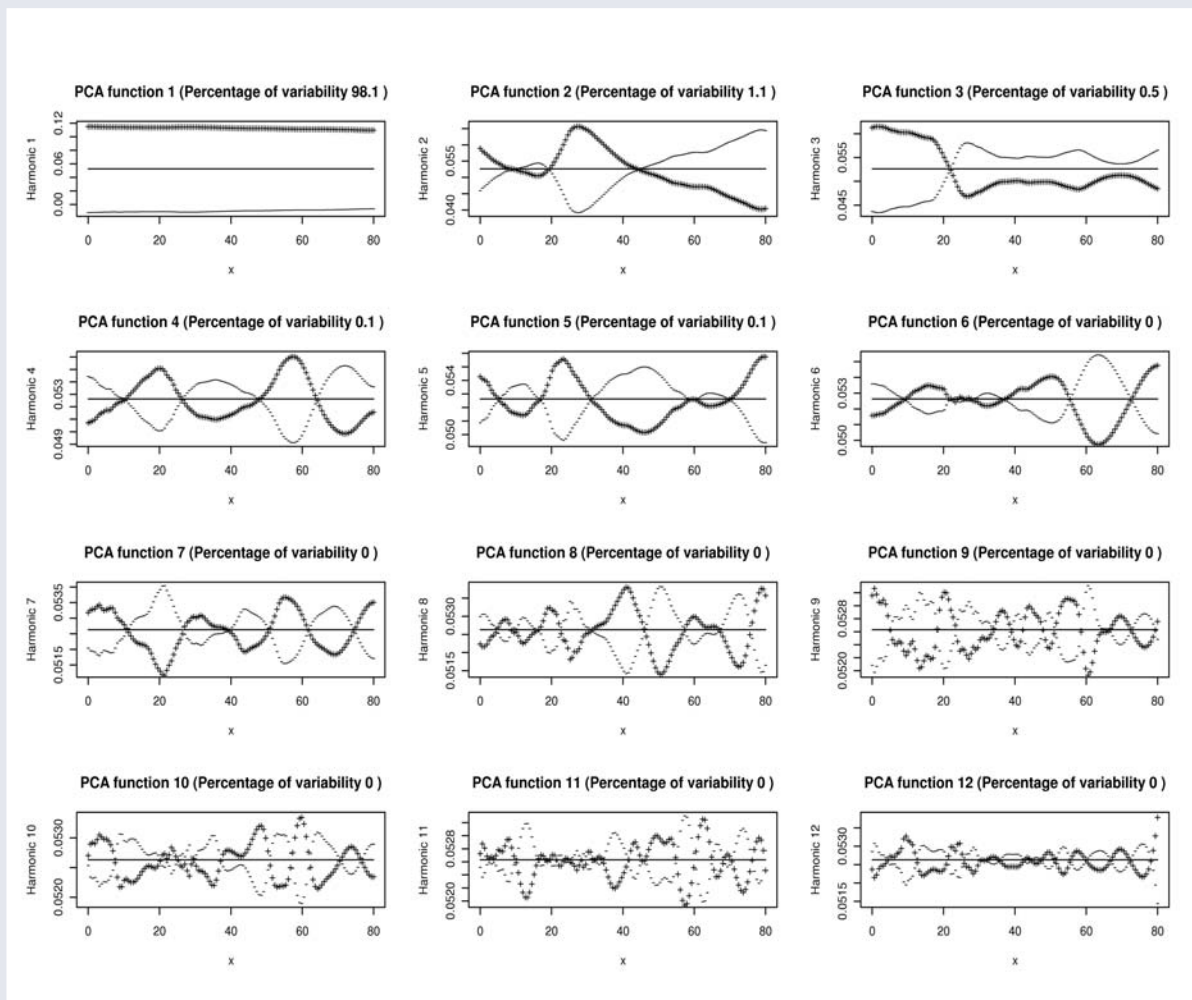 PCA function 1 (Percentage of variability 98.1 )
Harmonic 1
0.00 0.06 0.12
0 20 40 60 80
x
PCA function 2 (Percentage of variability 1.1 )
Harmonic 2
0.040 0.055
0 20 40 60 80
x
PCA function 3 (Percentage of variability 0.5 )
Harmonic 3
0.045 0.055
0 20 40 60 80
x
PCA function 4 (Percentage of variability 0.1 )
Harmonic 4
0.049 0.053
0 20 40 60 80
x
PCA function 5 (Percentage of variability 0.1 )
Harmonic 5
0.050 0.054
0 20 40 60 80
x
PCA function 6 (Percentage of variability 0 )
Harmonic 6
0.050 0.053
0 20 40 60 80
x
PCA function 7 (Percentage of variability 0 )
Harmonic 7
0.0515 0.0535
0 20 40 60 80
x
PCA function 8 (Percentage of variability 0 )
Harmonic 8
0.0515 0.0530
0 20 40 60 80
x
PCA function 9 (Percentage of variability 0 )
Harmonic 9
0.0520 0.0528
0 20 40 60 80
x
PCA function 10 (Percentage of variability 0 )
Harmonic 10
0.0520 0.0530
0 20 40 60 80
x
PCA function 11 (Percentage of variability 0 )
Harmonic 11
0.0520 0.0528
0 20 40 60 80
x
PCA function 12 (Percentage of variability 0 )
Harmonic 12
0.0515 0.0530
0 20 40 60 80
x